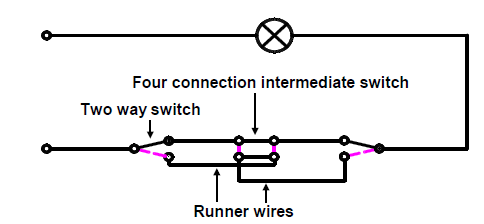 Four connection intermediate switch
Two way switch
Runner wires